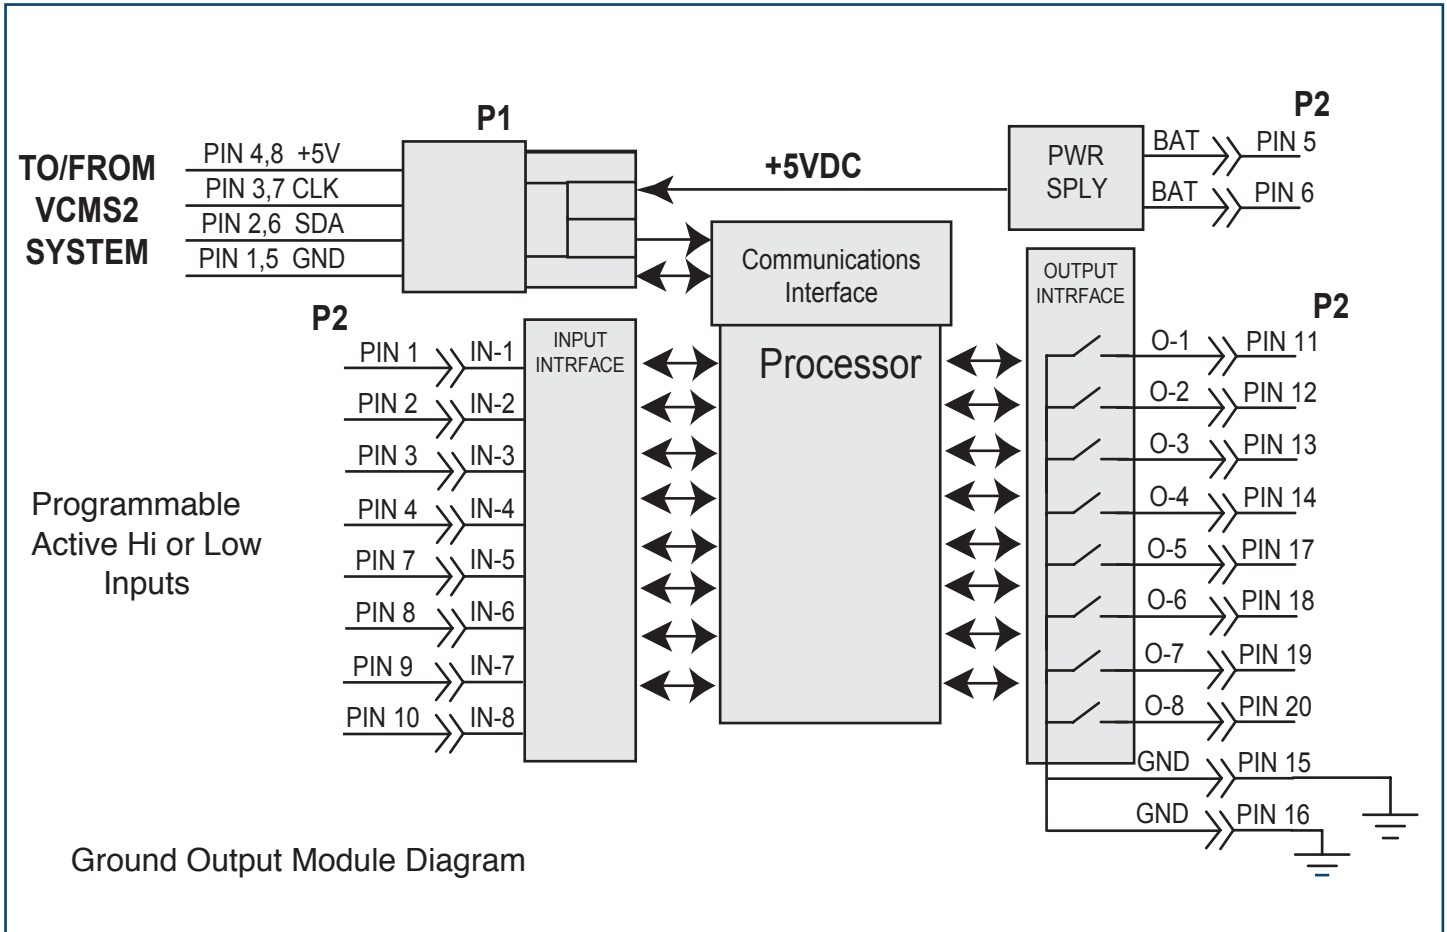 P1
P2
TO/FROM
VCMS2
SYSTEM
PIN 4,8 +5V
PIN 3,7 CLK
PIN 2,6 SDA
PIN 1,5 GND
+5VDC
PWR
SPLY
BAT PIN 5
BAT PIN 6
Communications
Interface
Processor
P2
INPUT
INTRFACE
PIN 1 IN-1
PIN 2 IN-2
PIN 3 IN-3
PIN 4 IN-4
PIN 7 IN-5
PIN 8 IN-6
PIN 9 IN-7
PIN 10 IN-8
Programmable
Active Hi or Low
Inputs
OUTPUT
INTRFACE
P2
O-1 PIN 11
O-2 PIN 12
O-3 PIN 13
O-4 PIN 14
O-5 PIN 17
O-6 PIN 18
O-7 PIN 19
O-8 PIN 20
GND PIN 15
GND PIN 16
Ground Output Module Diagram